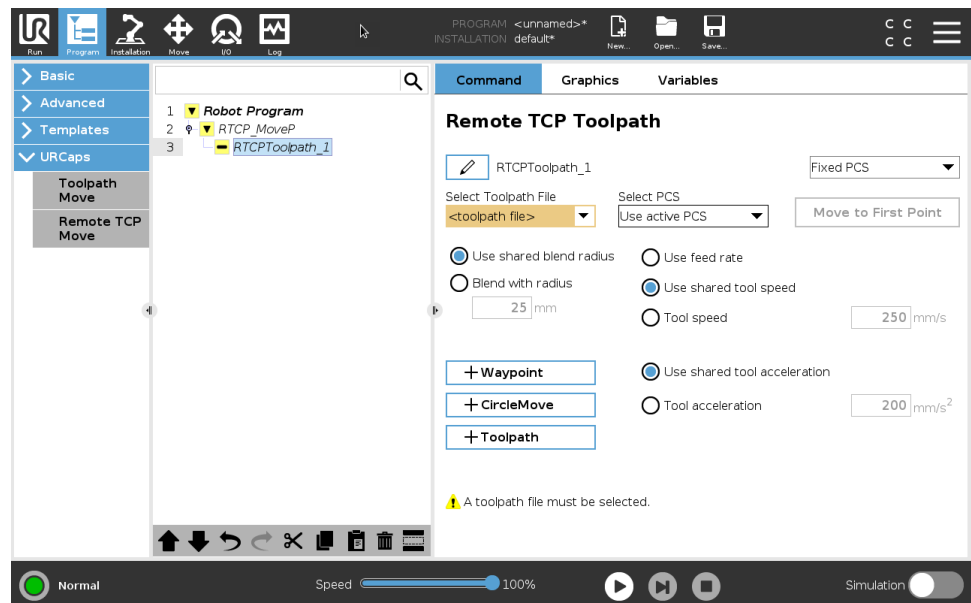 PROGRAM <unnamed>*
INSTALLATION default*
UR
Run
Program
Installation
Move
I/O
Log
New...
Open...
Save...
C C
C C
Basic
Advanced
Templates
URCaps
Toolpath
Move
Remote TCP
Move
1 Robot Program
2 RTCP_MoveP
3 RTCPToolpath_1
Command Graphics Variables
Remote TCP Toolpath
RTCPToolpath_1
Fixed PCS
Select Toolpath File
Select PCS
<toolpath file>
Use active PCS
Move to First Point
Use shared blend radius
Use feed rate
Blend with radius
Use shared tool speed
25 mm
Tool speed
250 mm/s
+ Waypoint
Use shared tool acceleration
+ CircleMove
Tool acceleration
200 mm/s²
+ Toolpath
A toolpath file must be selected.
Normal
Speed
100%
Simulation